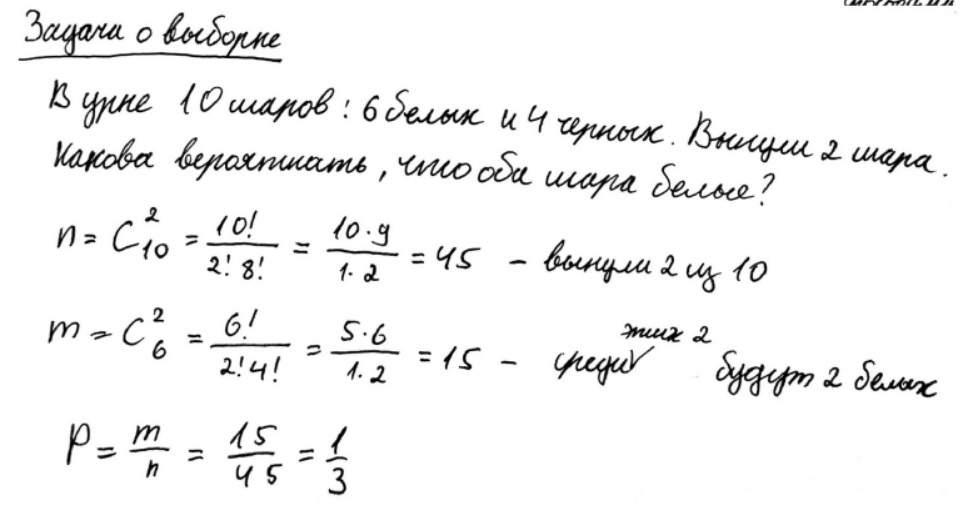 Задача о выборке
В урне 10 шаров: 6 белых и 4 черных. Вынули 2 шара.
Какова вероятность, что оба шара белые?
n = C₁₀² = 10!/(2! 8!) = (10·9)/(1·2) = 45 – вынули 2 из 10
m = C₆² = 6!/(2! 4!) = (5·6)/(1·2) = 15 – среди этих 2 будут 2 белых
P = m/n = 15/45 = 1/3